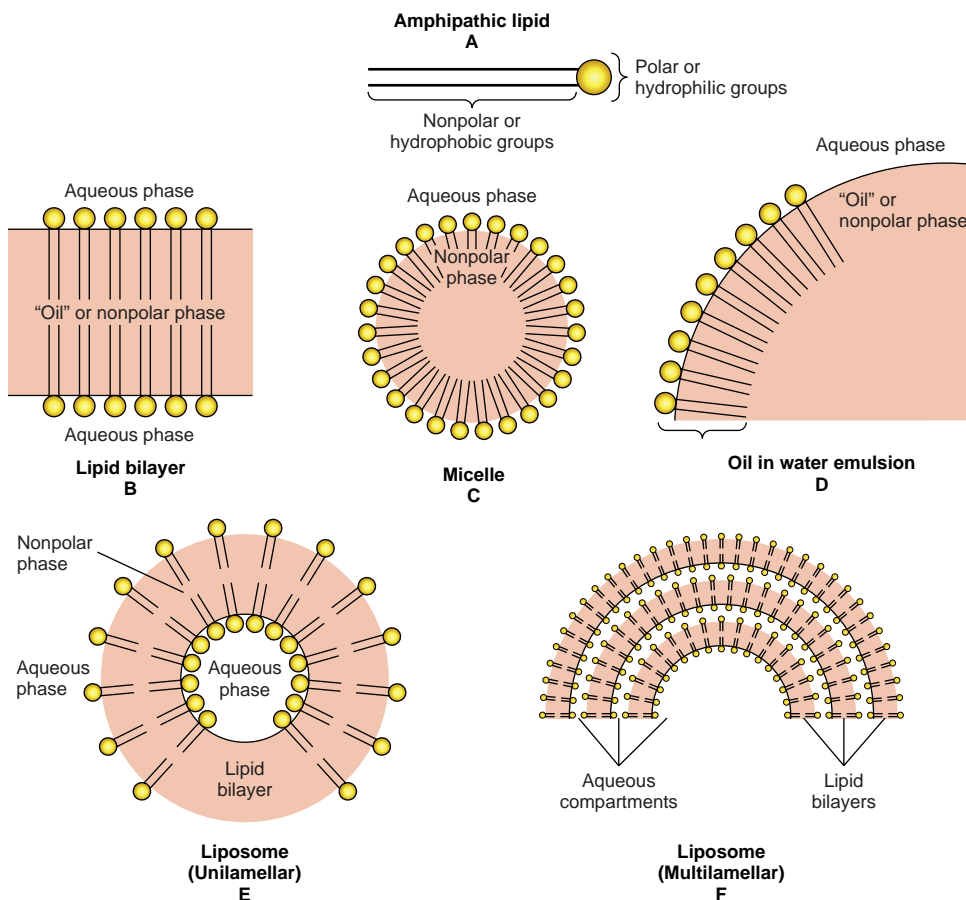 Amphipathic lipid
A
Polar or
hydrophilic groups
Nonpolar or
hydrophobic groups
Aqueous phase
"Oil" or nonpolar phase
Aqueous phase
Lipid bilayer
B
Aqueous phase
Nonpolar
phase
Micelle
C
Aqueous phase
“Oil” or
nonpolar phase
Oil in water emulsion
D
Nonpolar
phase
Aqueous
phase
Aqueous
phase
Lipid
bilayer
Liposome
(Unilamellar)
E
Aqueous
compartments
Lipid
bilayers
Liposome
(Multilamellar)
F